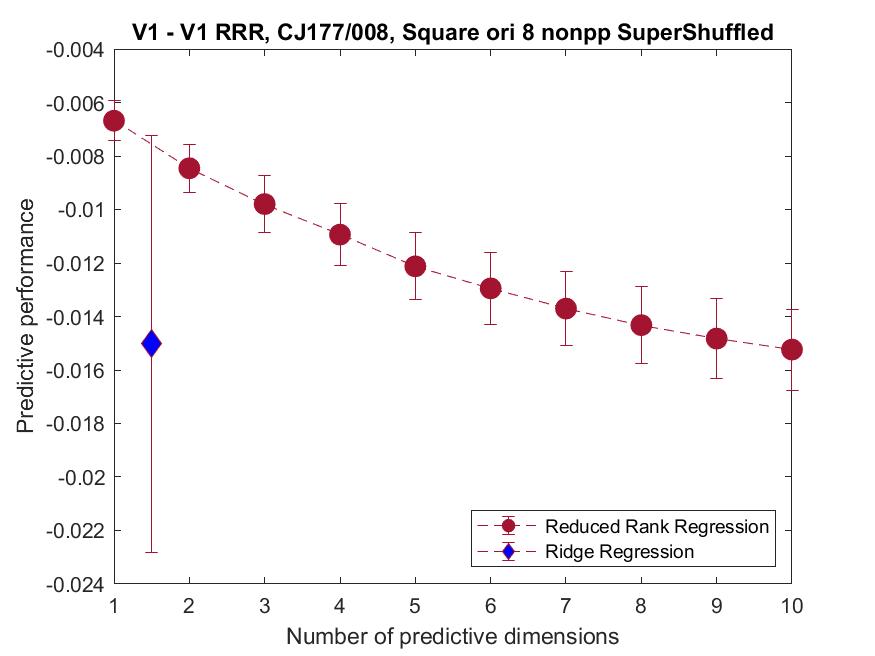 V1 - V1 RRR, CJ177/008, Square ori 8 nonpp SuperShuffled
-0.004
-0.006
-0.008
-0.01
-0.012
-0.014
-0.016
-0.018
-0.02
-0.022
-0.024
Predictive performance
Reduced Rank Regression
Ridge Regression
1 2 3 4 5 6 7 8 9 10
Number of predictive dimensions